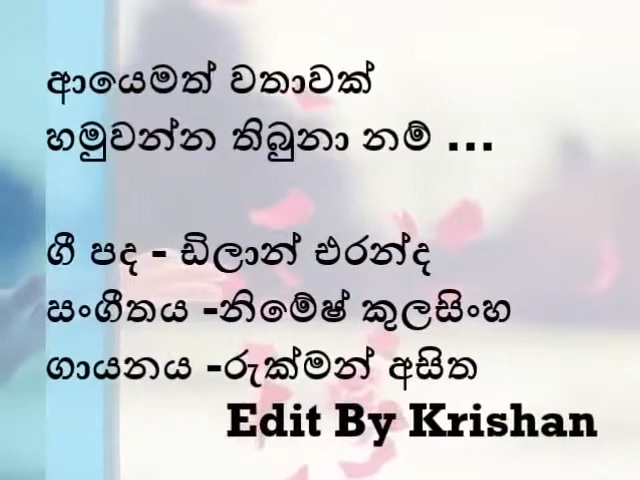 ආයෙමත් වතාවක්
හමුවන්න තිබුනා නම් ...
ගී පද - ඩිලාන් එරන්ද
සංගීතය -නිමේෂ් කුලසිංහ
ගායනය -රුක්මන් අසිත
Edit By Krishan